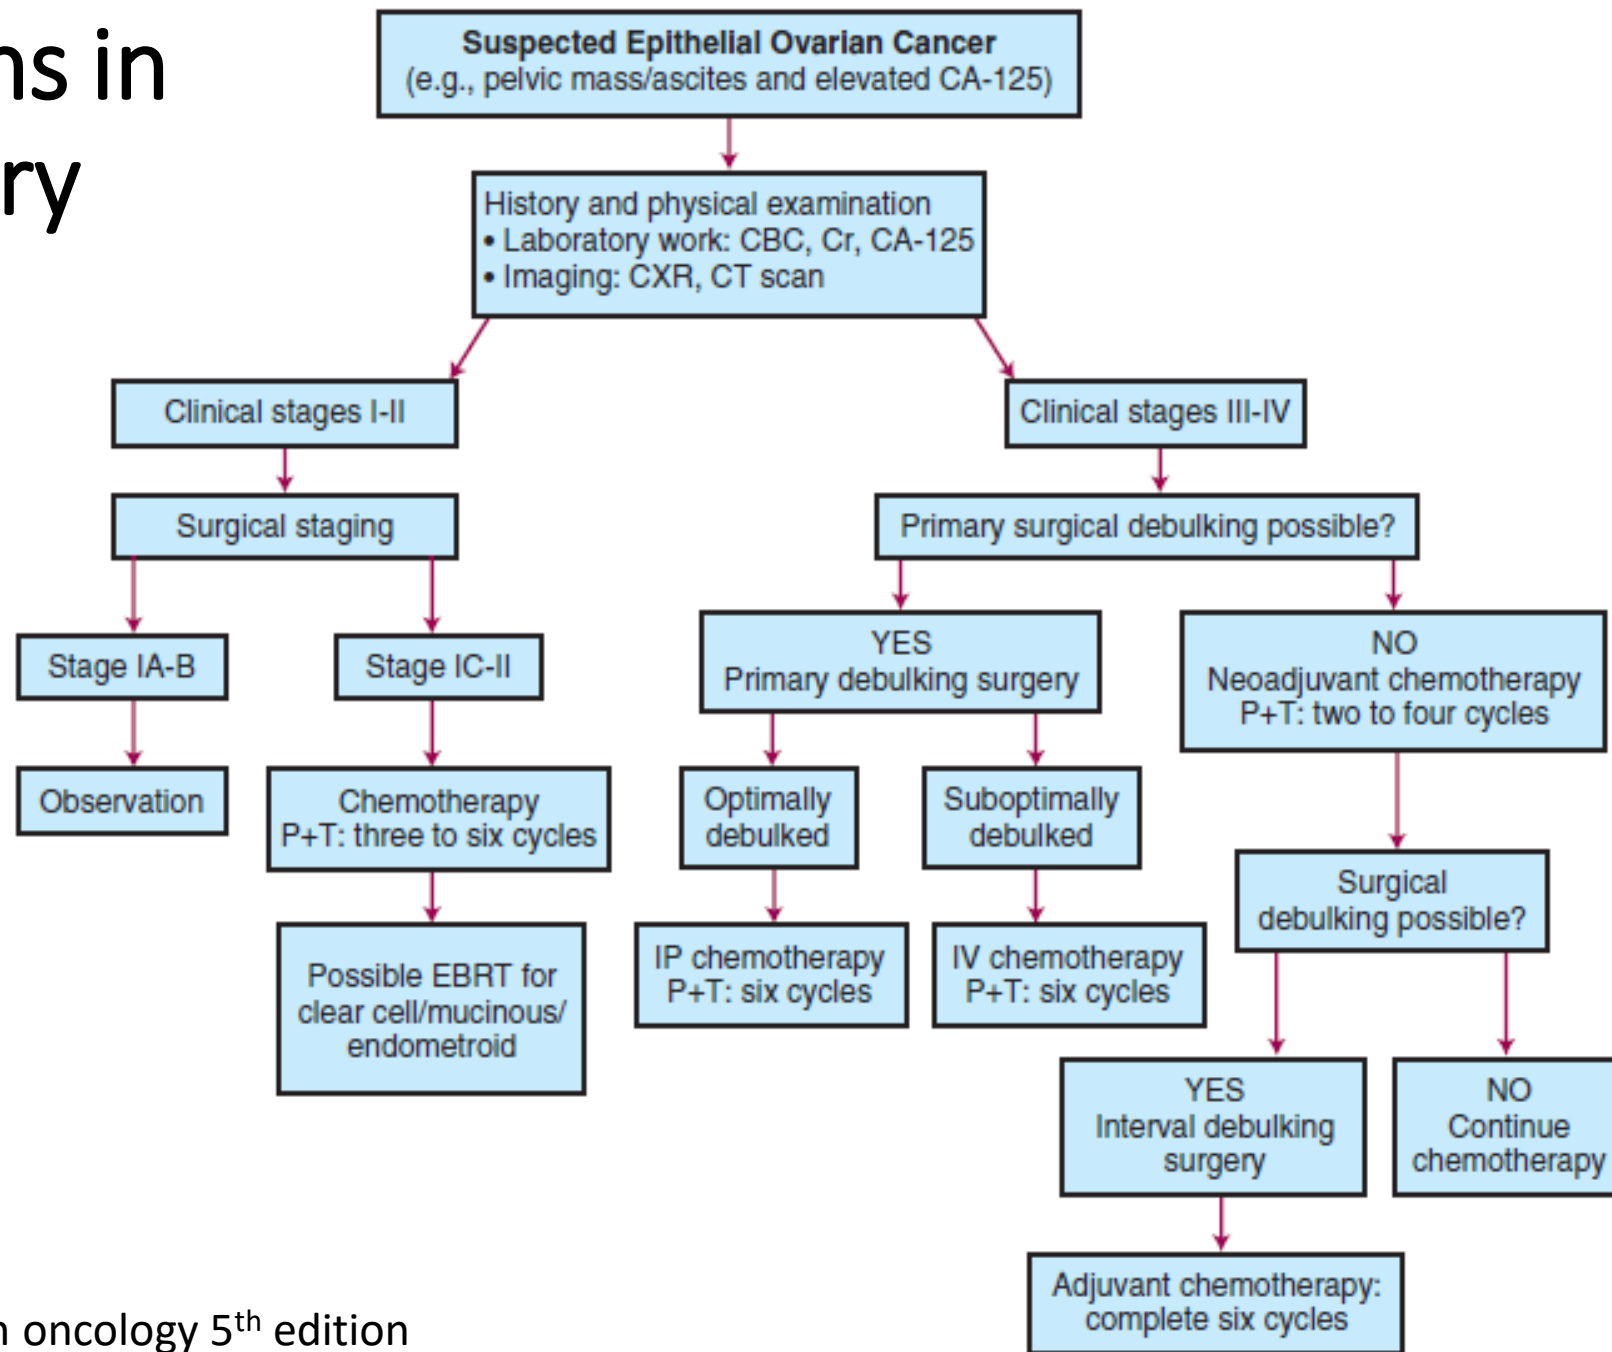 ns in
ry
Suspected Epithelial Ovarian Cancer
(e.g., pelvic mass/ascites and elevated CA-125)
History and physical examination
• Laboratory work: CBC, Cr, CA-125
• Imaging: CXR, CT scan
Clinical stages I-II
Clinical stages III-IV
Surgical staging
Primary surgical debulking possible?
Stage IA-B
Stage IC-II
YES
Primary debulking surgery
NO
Neoadjuvant chemotherapy
P+T: two to four cycles
Observation
Chemotherapy
P+T: three to six cycles
Optimally
debulked
Suboptimally
debulked
Surgical
debulking possible?
Possible EBRT for
clear cell/mucinous/
endometroid
IP chemotherapy
P+T: six cycles
IV chemotherapy
P+T: six cycles
YES
Interval debulking
surgery
NO
Continue
chemotherapy
Adjuvant chemotherapy:
complete six cycles
n oncology 5th edition